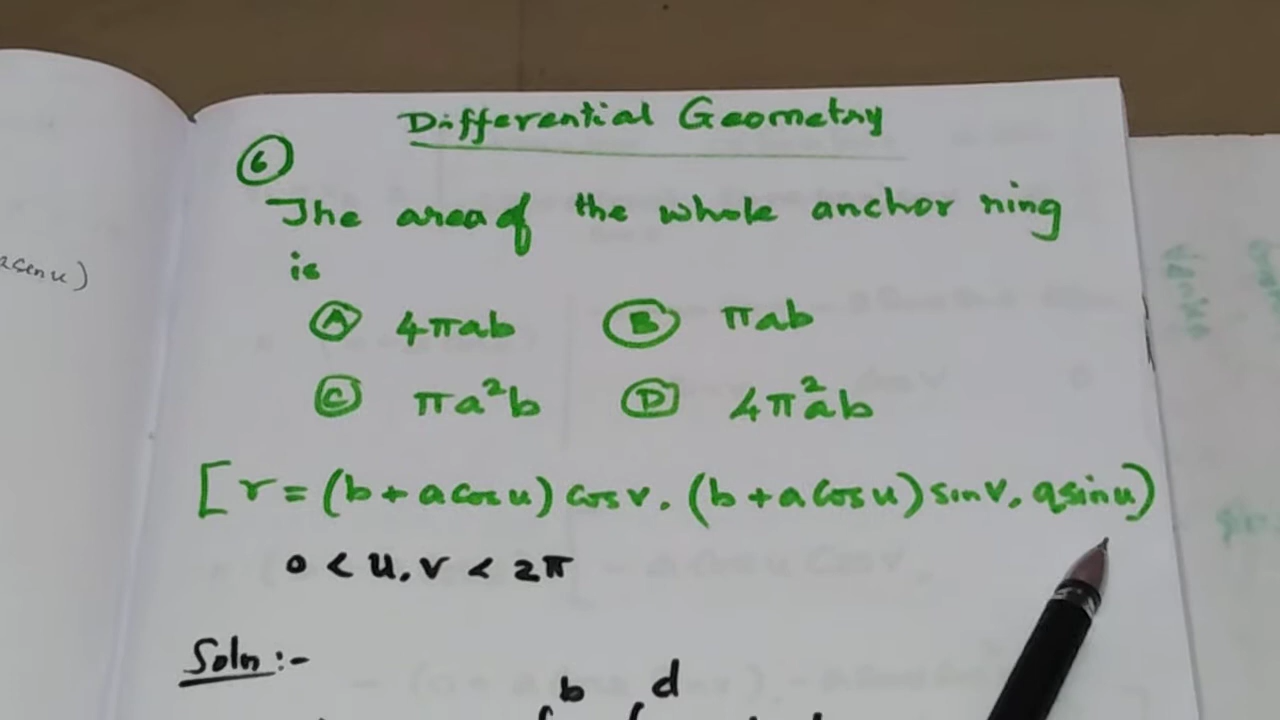 Differential Geometry
⑥
The area of the whole anchor ring
is
Ⓐ 4πab Ⓑ πab
Ⓒ πa²b Ⓓ 4π²ab
[r = (b + a cos u) cos v, (b + a cos u) sin v, a sin u)
0 < u, v < 2π
Soln :-
b d
a sin u)